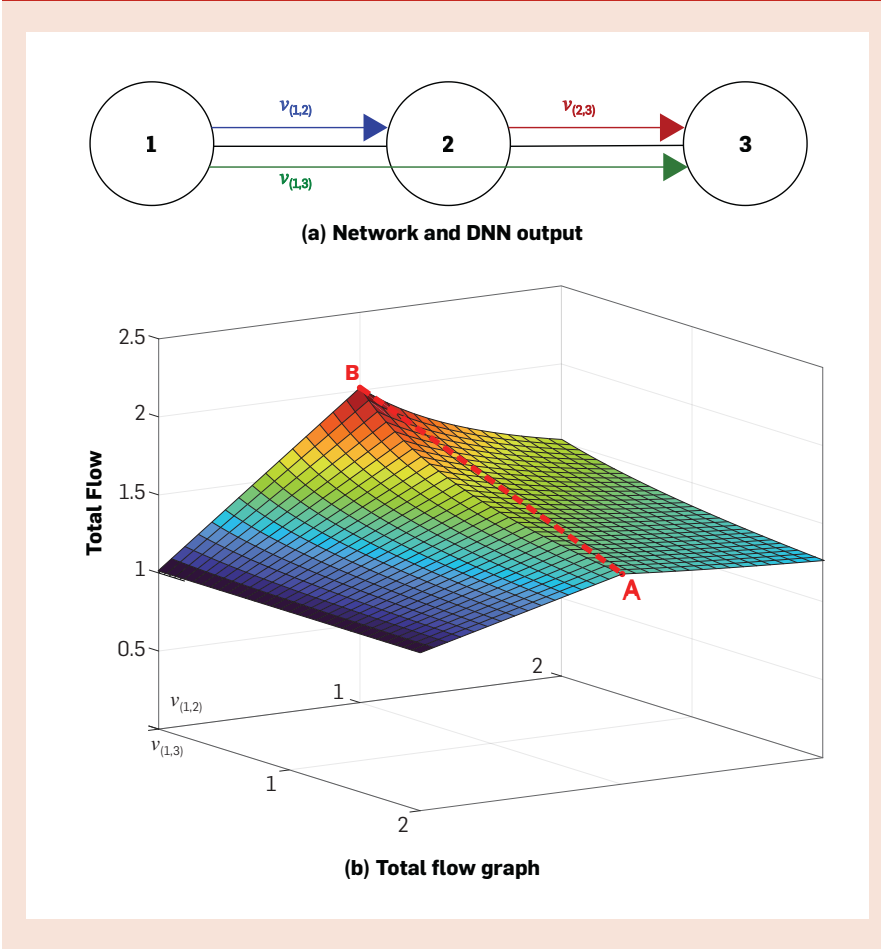 v(1,2)
v(2,3)
1
2
3
v(1,3)
(a) Network and DNN output
2.5
B
2
Total Flow
1.5
1
A
0.5
2
1
v(1,2)
v(1,3)
1
2
(b) Total flow graph